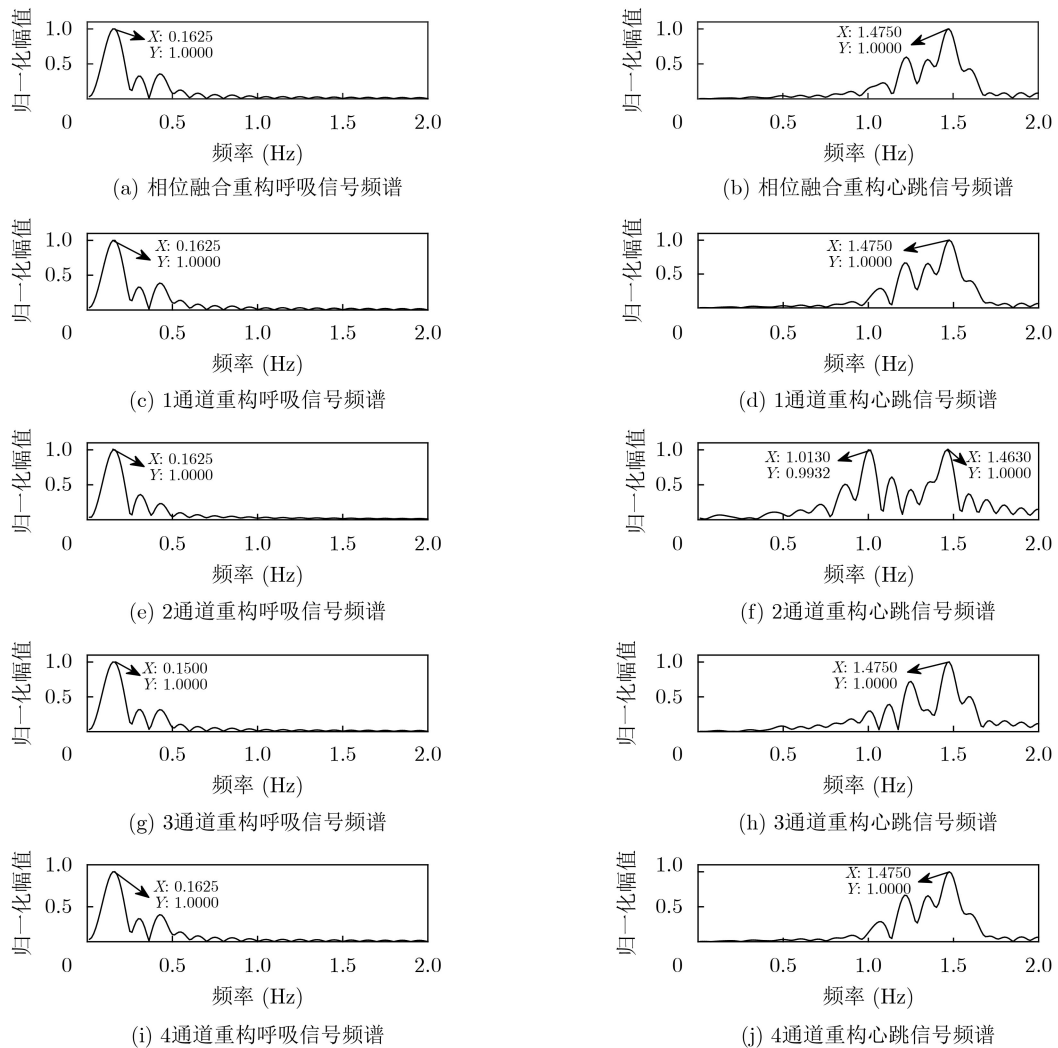 归一化幅值
1.0
0.5
X: 0.1625
Y: 1.0000
0
0.5
1.0
1.5
2.0
频率 (Hz)
(a) 相位融合重构呼吸信号频谱
归一化幅值
1.0
0.5
X: 1.4750
Y: 1.0000
0
0.5
1.0
1.5
2.0
频率 (Hz)
(b) 相位融合重构心跳信号频谱
归一化幅值
1.0
0.5
X: 0.1625
Y: 1.0000
0
0.5
1.0
1.5
2.0
频率 (Hz)
(c) 1通道重构呼吸信号频谱
归一化幅值
1.0
0.5
X: 1.4750
Y: 1.0000
0
0.5
1.0
1.5
2.0
频率 (Hz)
(d) 1通道重构心跳信号频谱
归一化幅值
1.0
0.5
X: 0.1625
Y: 1.0000
0
0.5
1.0
1.5
2.0
频率 (Hz)
(e) 2通道重构呼吸信号频谱
归一化幅值
1.0
0.5
X: 1.0130
Y: 0.9932
X: 1.4630
Y: 1.0000
0
0.5
1.0
1.5
2.0
频率 (Hz)
(f) 2通道重构心跳信号频谱
归一化幅值
1.0
0.5
X: 0.1500
Y: 1.0000
0
0.5
1.0
1.5
2.0
频率 (Hz)
(g) 3通道重构呼吸信号频谱
归一化幅值
1.0
0.5
X: 1.4750
Y: 1.0000
0
0.5
1.0
1.5
2.0
频率 (Hz)
(h) 3通道重构心跳信号频谱
归一化幅值
1.0
0.5
X: 0.1625
Y: 1.0000
0
0.5
1.0
1.5
2.0
频率 (Hz)
(i) 4通道重构呼吸信号频谱
归一化幅值
1.0
0.5
X: 1.4750
Y: 1.0000
0
0.5
1.0
1.5
2.0
频率 (Hz)
(j) 4通道重构心跳信号频谱